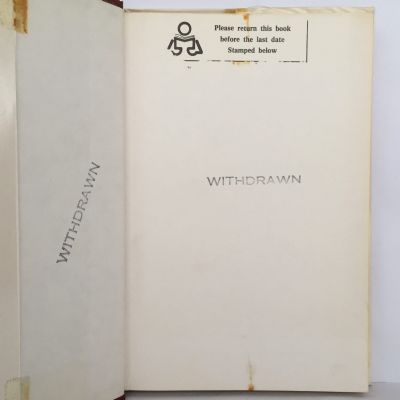 Please return this book
before the last date
Stamped below
WITHDRAWN
WITHDRAWN